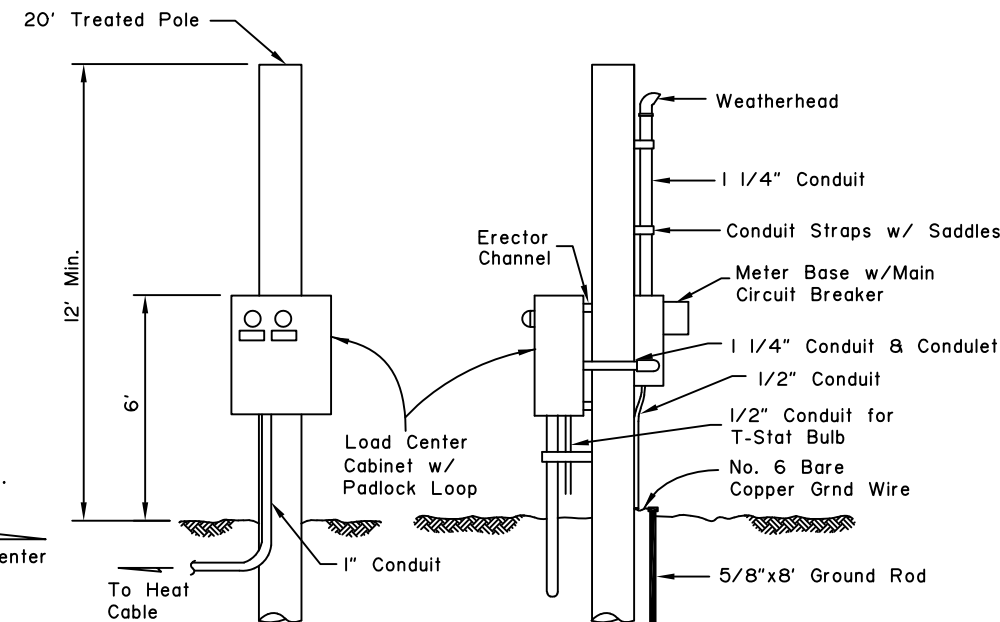 20' Treated Pole
12' Min.
6'
.
enter
To Heat
Cable
1" Conduit
Load Center
Cabinet w/
Padlock Loop
Erector
Channel
Weatherhead
1 1/4" Conduit
Conduit Straps w/ Saddles
Meter Base w/Main
Circuit Breaker
1 1/4" Conduit & Condulet
1/2" Conduit
1/2" Conduit for
T-Stat Bulb
No. 6 Bare
Copper Grnd Wire
5/8"x8' Ground Rod